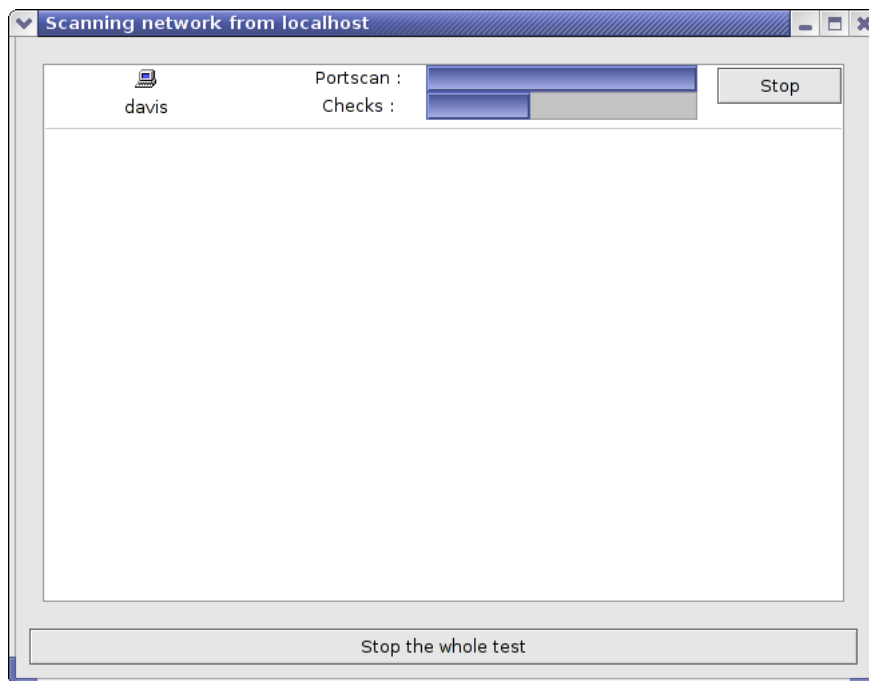 Scanning network from localhost
Portscan :
Stop
davis
Checks :
Stop the whole test